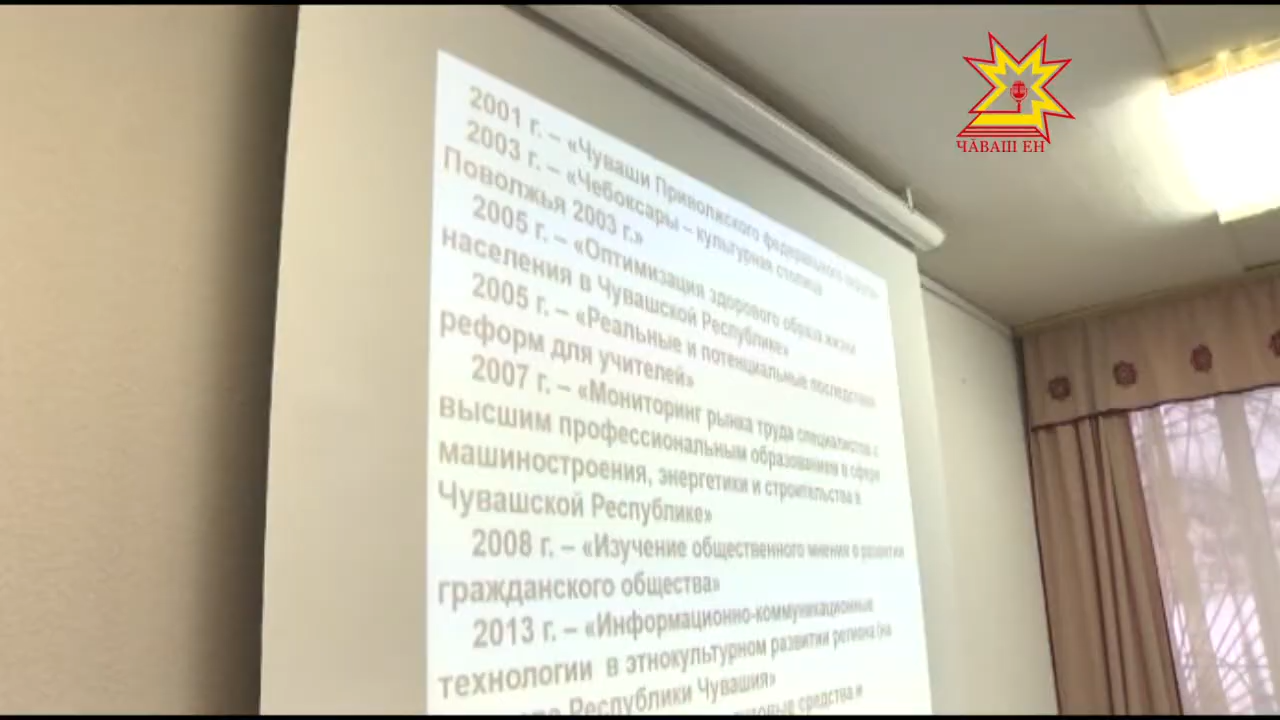 2001 г. – «Чуваши Приволжского федерального округа»
2003 г. – «Чебоксары – культурная столица
Поволжья 2003 г.»
2005 г. – «Оптимизация здорового образа жизни
населения в Чувашской Республике»
2005 г. – «Реальные и потенциальные последствия
реформ для учителей»
2007 г. – «Мониторинг рынка труда специалистов с
высшим профессиональным образованием в сфере
машиностроения, энергетики и строительства в
Чувашской Республике»
2008 г. – «Изучение общественного мнения о развитии
гражданского общества»
2013 г. – «Информационно-коммуникационные
технологии в этнокультурном развитии региона (на
Республики Чувашия»
средства и
ЧӐВАШ ЕН